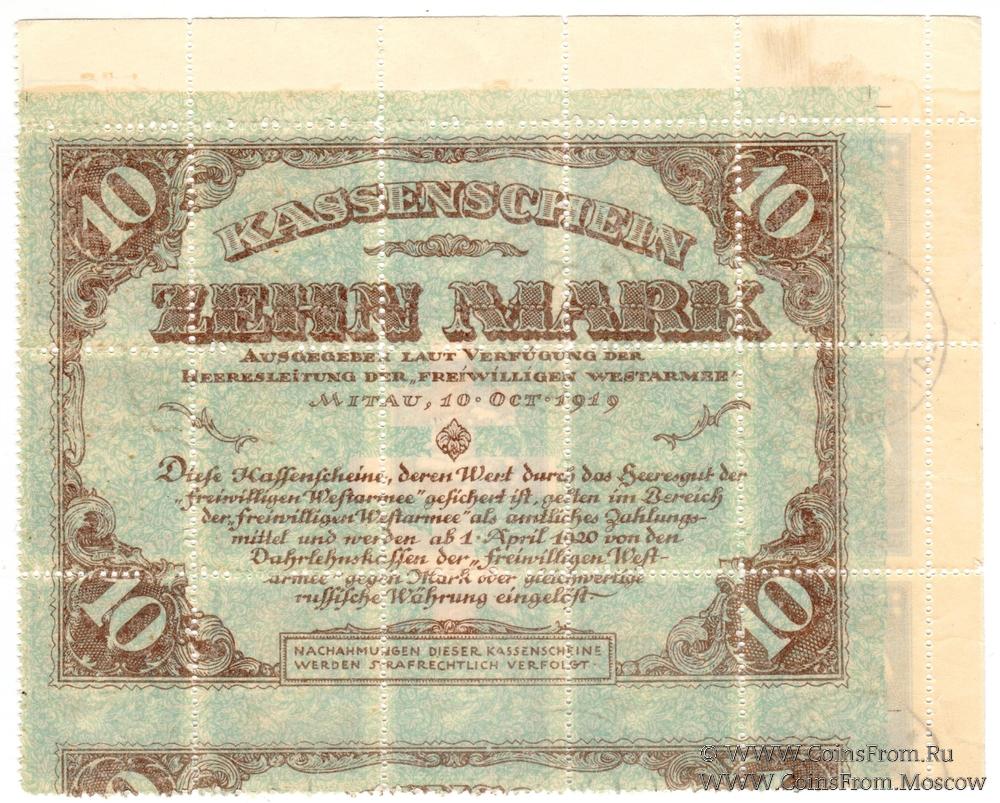 10
10
KASSENSCHEIN
ZEHN MARK
AUSGEGEBEN LAUT VERFÜGUNG DER
HEERESLEITUNG DER „FREIWILLIGEN WESTARMEE“
MITAU, 10·OCT·1919
Diese Kassenscheine, deren Wert durch das Heeresgut der
„freiwilligen Westarmee“ gesichert ist, gelten im Bereich
der „freiwilligen Westarmee“ als amtliches Zahlungs-
mittel und werden ab 1·April 1920 von den
Dahrlehnskassen der „freiwilligen West-
armee“ gegen Mark oder gleichwertige
russische Währung eingelöst·
10
10
NACHAHMUNGEN DIESER KASSENSCHEINE
WERDEN STRAFRECHTLICH VERFOLGT·
© WWW.CoinsFrom.Ru
WWW.CoinsFrom.Moscow